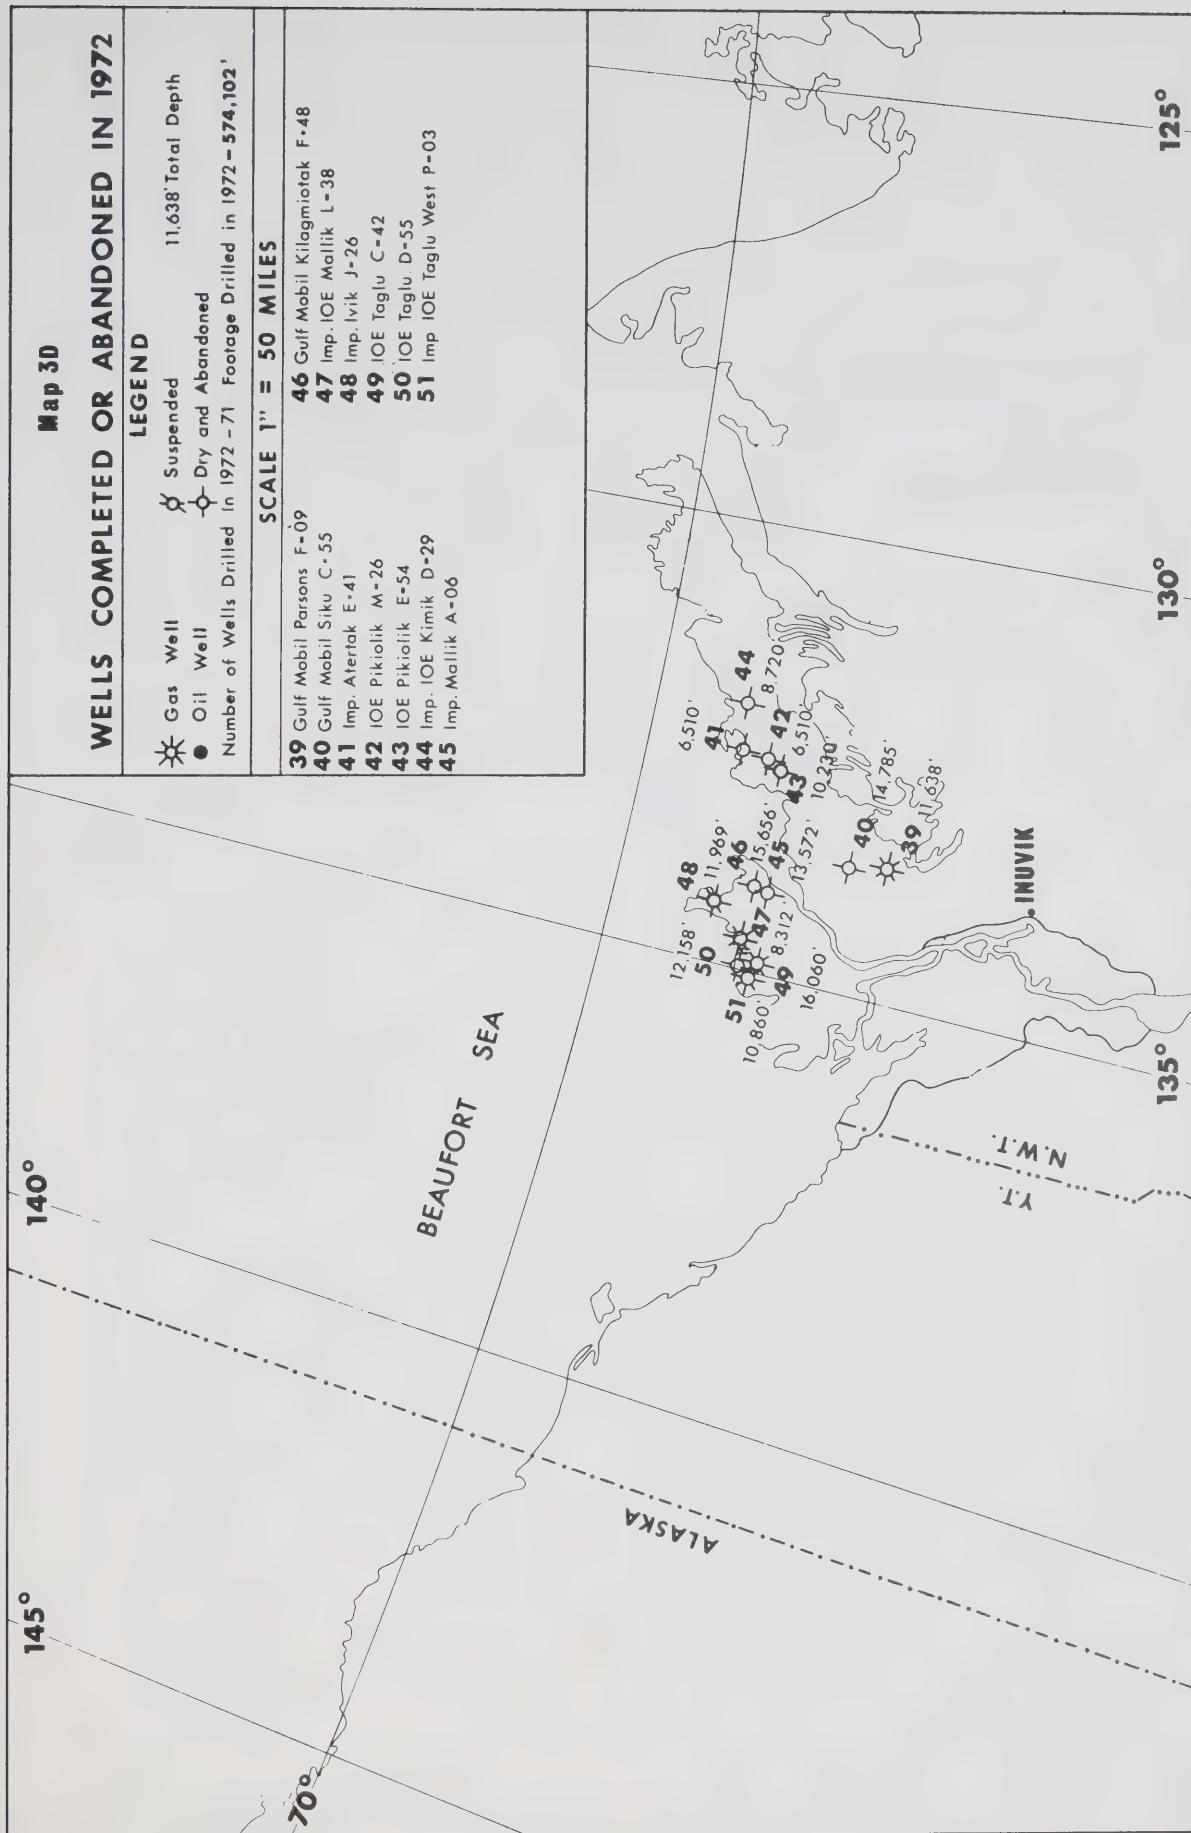 Map 3D
WELLS COMPLETED OR ABANDONED IN 1972
LEGEND
Gas Well
Suspended
11,638' Total Depth
Oil Well
Dry and Abandoned
Number of Wells Drilled In 1972-71 Footage Drilled in 1972-574,102'
SCALE 1" = 50 MILES
39 Gulf Mobil Parsons F-09
40 Gulf Mobil Siku C-55
41 Imp. Atertak E-41
42 IOE Pikiolik M-26
43 IOE Pikiolik E-54
44 Imp. IOE Kimik D-29
45 Imp. Mallik A-06
46 Gulf Mobil Kilagmiotak F-48
47 Imp. IOE Mallik L-38
48 Imp. Ivik J-26
49 IOE Taglu C-42
50 IOE Taglu D-55
51 Imp IOE Taglu West P-03
145°
140°
70°
BEAUFORT SEA
ALASKA
Y.T.
N.W.T.
INUVIK
135°
130°
125°
51
10,860'
50
12,158'
49
16,060'
47
8,312'
48
11,969'
46
15,656'
45
13,572'
41
6,510'
44
8,720'
42
6,510'
43
10,230'
40
14,785'
39
11,638'